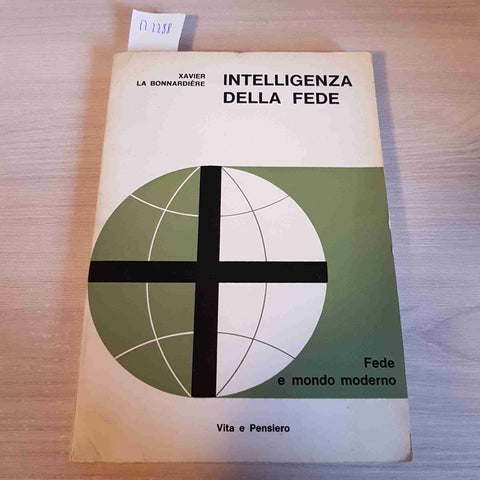 n 2288
XAVIER
LA BONNARDIÈRE
INTELLIGENZA
DELLA FEDE
Fede
e mondo moderno
Vita e Pensiero